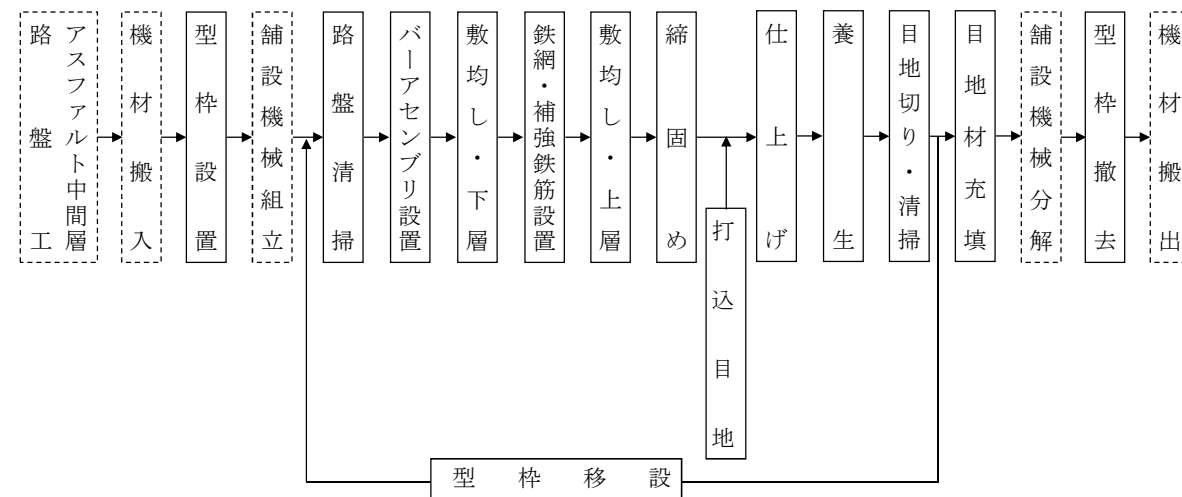 路盤工
アスファルト中間層
機材搬入
型枠設置
舗設機械組立
路盤清掃
バーアセンブリ設置
敷均し・下層
鉄網・補強鉄筋設置
敷均し・上層
締固め
打込目地
仕上げ
養生
目地切り・清掃
目地材充填
舗設機械分解
型枠撤去
機材搬出
型枠移設